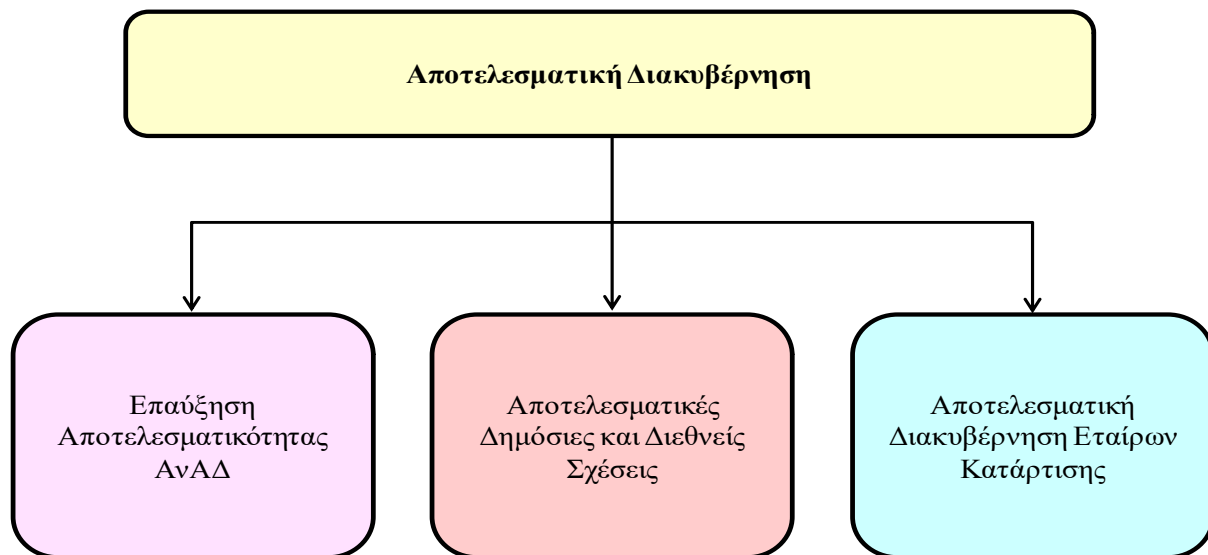 Αποτελεσματική Διακυβέρνηση
Επαύξηση
Αποτελεσματικότητας
ΑνΑΔ
Αποτελεσματικές
Δημόσιες και Διεθνείς
Σχέσεις
Αποτελεσματική
Διακυβέρνηση Εταίρων
Κατάρτισης